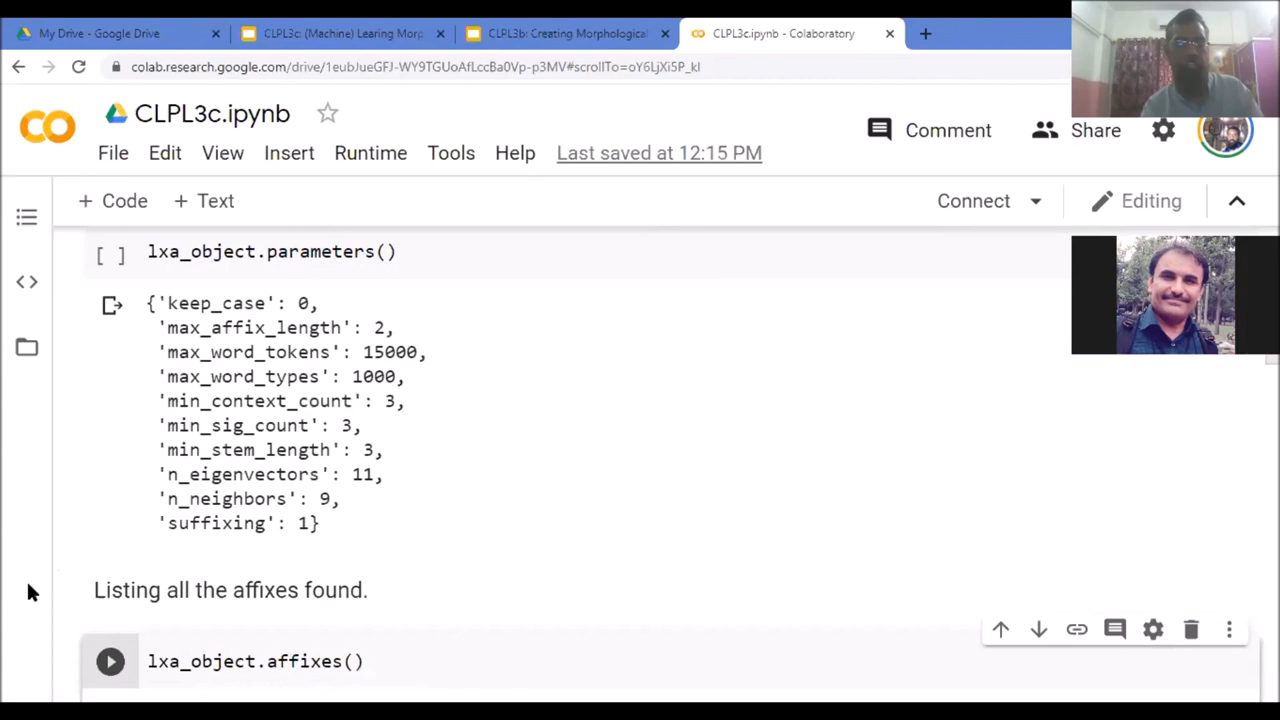 My Drive - Google Drive
CLPL3c: (Machine) Learing Morp
CLPL3b: Creating Morphological
CLPL3c.ipynb - Colaboratory
colab.research.google.com/drive/1eubJueGFJ-WY9TGUoAfLccBa0Vp-p3MV#scrollTo=oY6LjXi5P_kl
CO
CLPL3c.ipynb
Comment
Share
File Edit View Insert Runtime Tools Help Last saved at 12:15 PM
+ Code + Text
Connect
Editing
[ ] lxa_object.parameters()
{'keep_case': 0,
'max_affix_length': 2,
'max_word_tokens': 15000,
'max_word_types': 1000,
'min_context_count': 3,
'min_sig_count': 3,
'min_stem_length': 3,
'n_eigenvectors': 11,
'n_neighbors': 9,
'suffixing': 1}
Listing all the affixes found.
lxa_object.affixes()